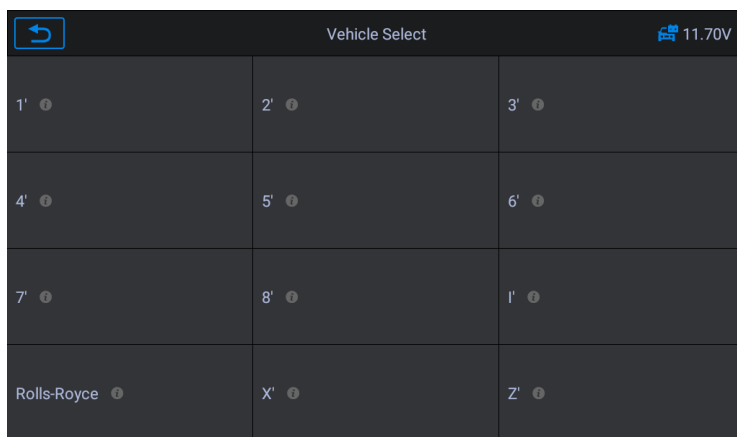 Vehicle Select
11.70V
1'
2'
3'
4'
5'
6'
7'
8'
I'
Rolls-Royce
X'
Z'